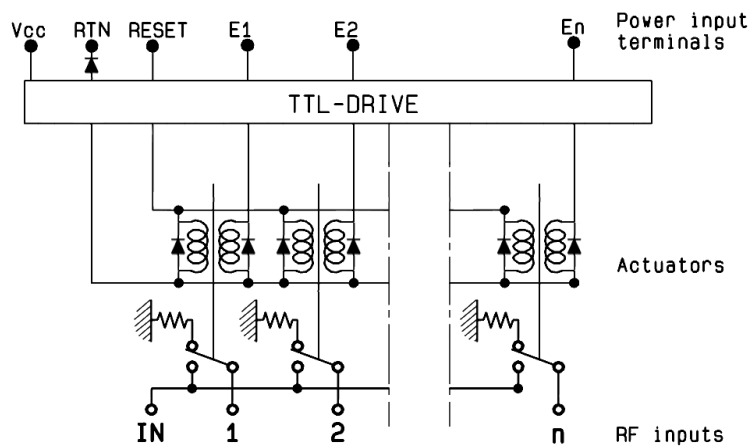 Vcc RTN RESET E1 E2 En Power input
terminals
TTL-DRIVE
Actuators
IN 1 2 n RF inputs